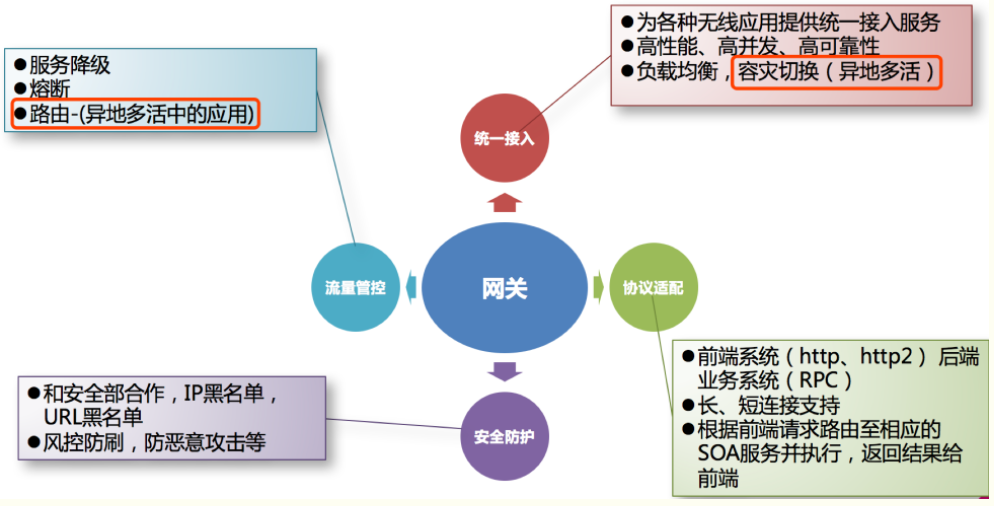 ●为各种无线应用提供统一接入服务
●高性能、高并发、高可靠性
●负载均衡，容灾切换（异地多活）
●服务降级
●熔断
●路由-(异地多活中的应用)
统一接入
流量管控
网关
协议适配
●前端系统（http、http2） 后端
业务系统（RPC）
●长、短连接支持
●根据前端请求路由至相应的
SOA服务并执行，返回结果给
前端
●和安全部合作，IP黑名单，
URL黑名单
●风控防刷，防恶意攻击等
安全防护